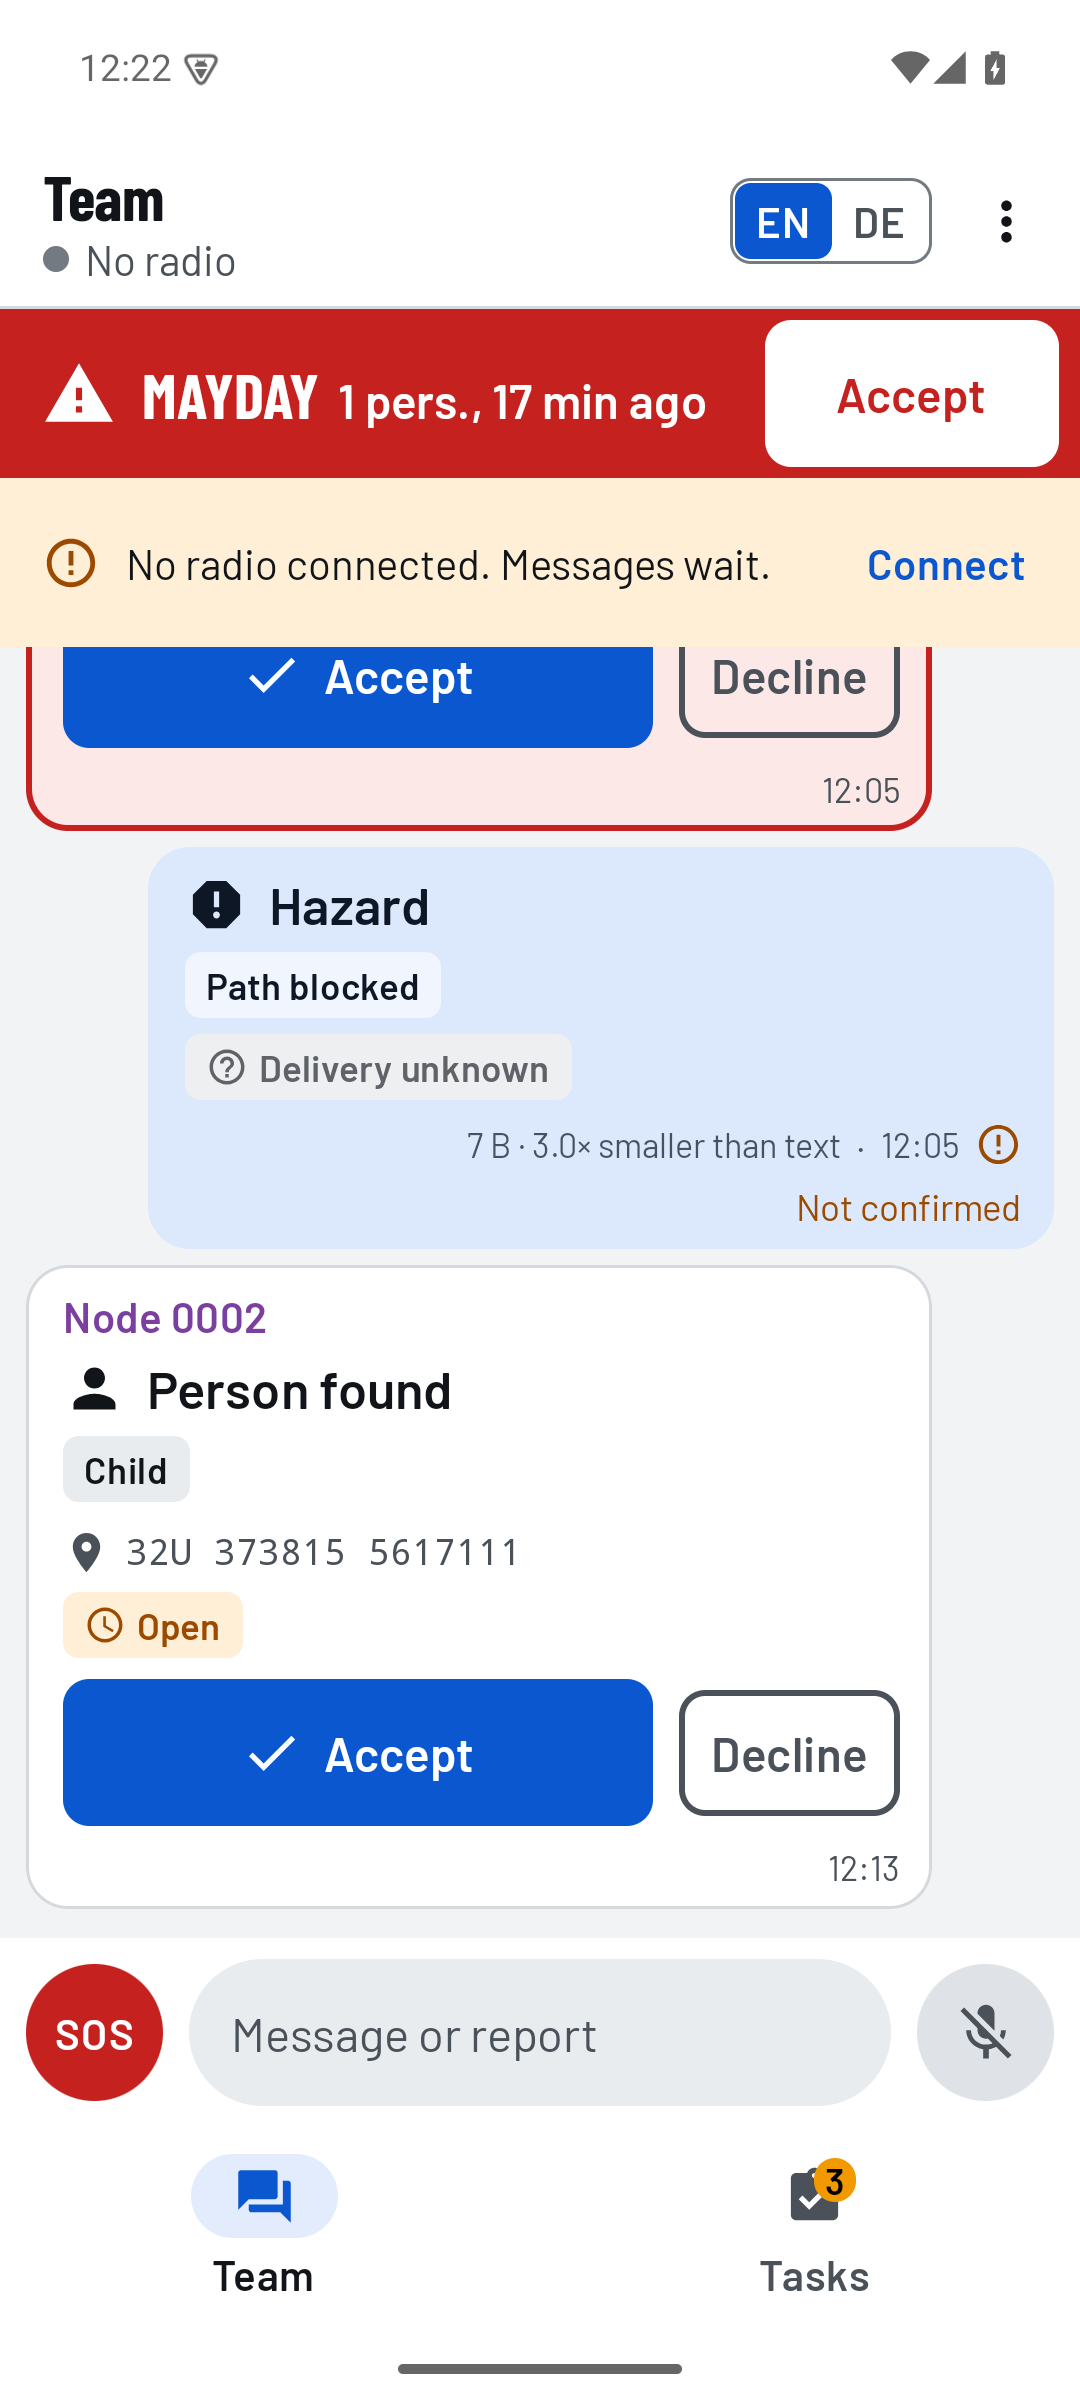 12:22
Team
No radio
EN DE
MAYDAY 1 pers., 17 min ago
Accept
No radio connected. Messages wait.
Connect
Accept
Decline
12:05
Hazard
Path blocked
Delivery unknown
7 B · 3.0× smaller than text · 12:05
Not confirmed
Node 0002
Person found
Child
32U 373815 5617111
Open
Accept
Decline
12:13
SOS
Message or report
3
Team
Tasks